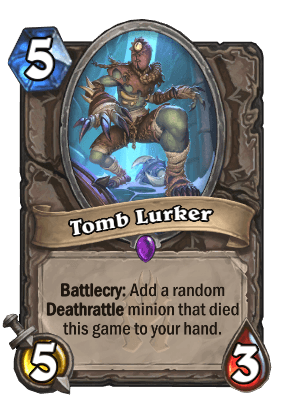 5
Tomb Lurker
Battlecry: Add a random
Deathrattle minion that died
this game to your hand.
5
3